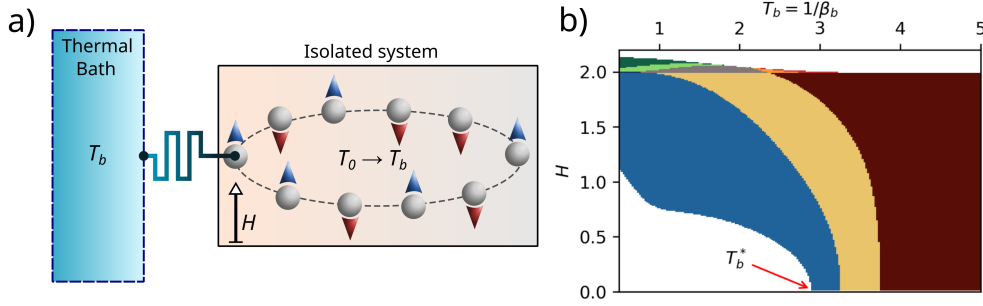 a)
Thermal
Bath
T_b
Isolated system
T_0 → T_b
H
b)
T_b = 1/β_b
1 2 3 4 5
2.0
1.5
1.0
0.5
0.0
H
T_b^*